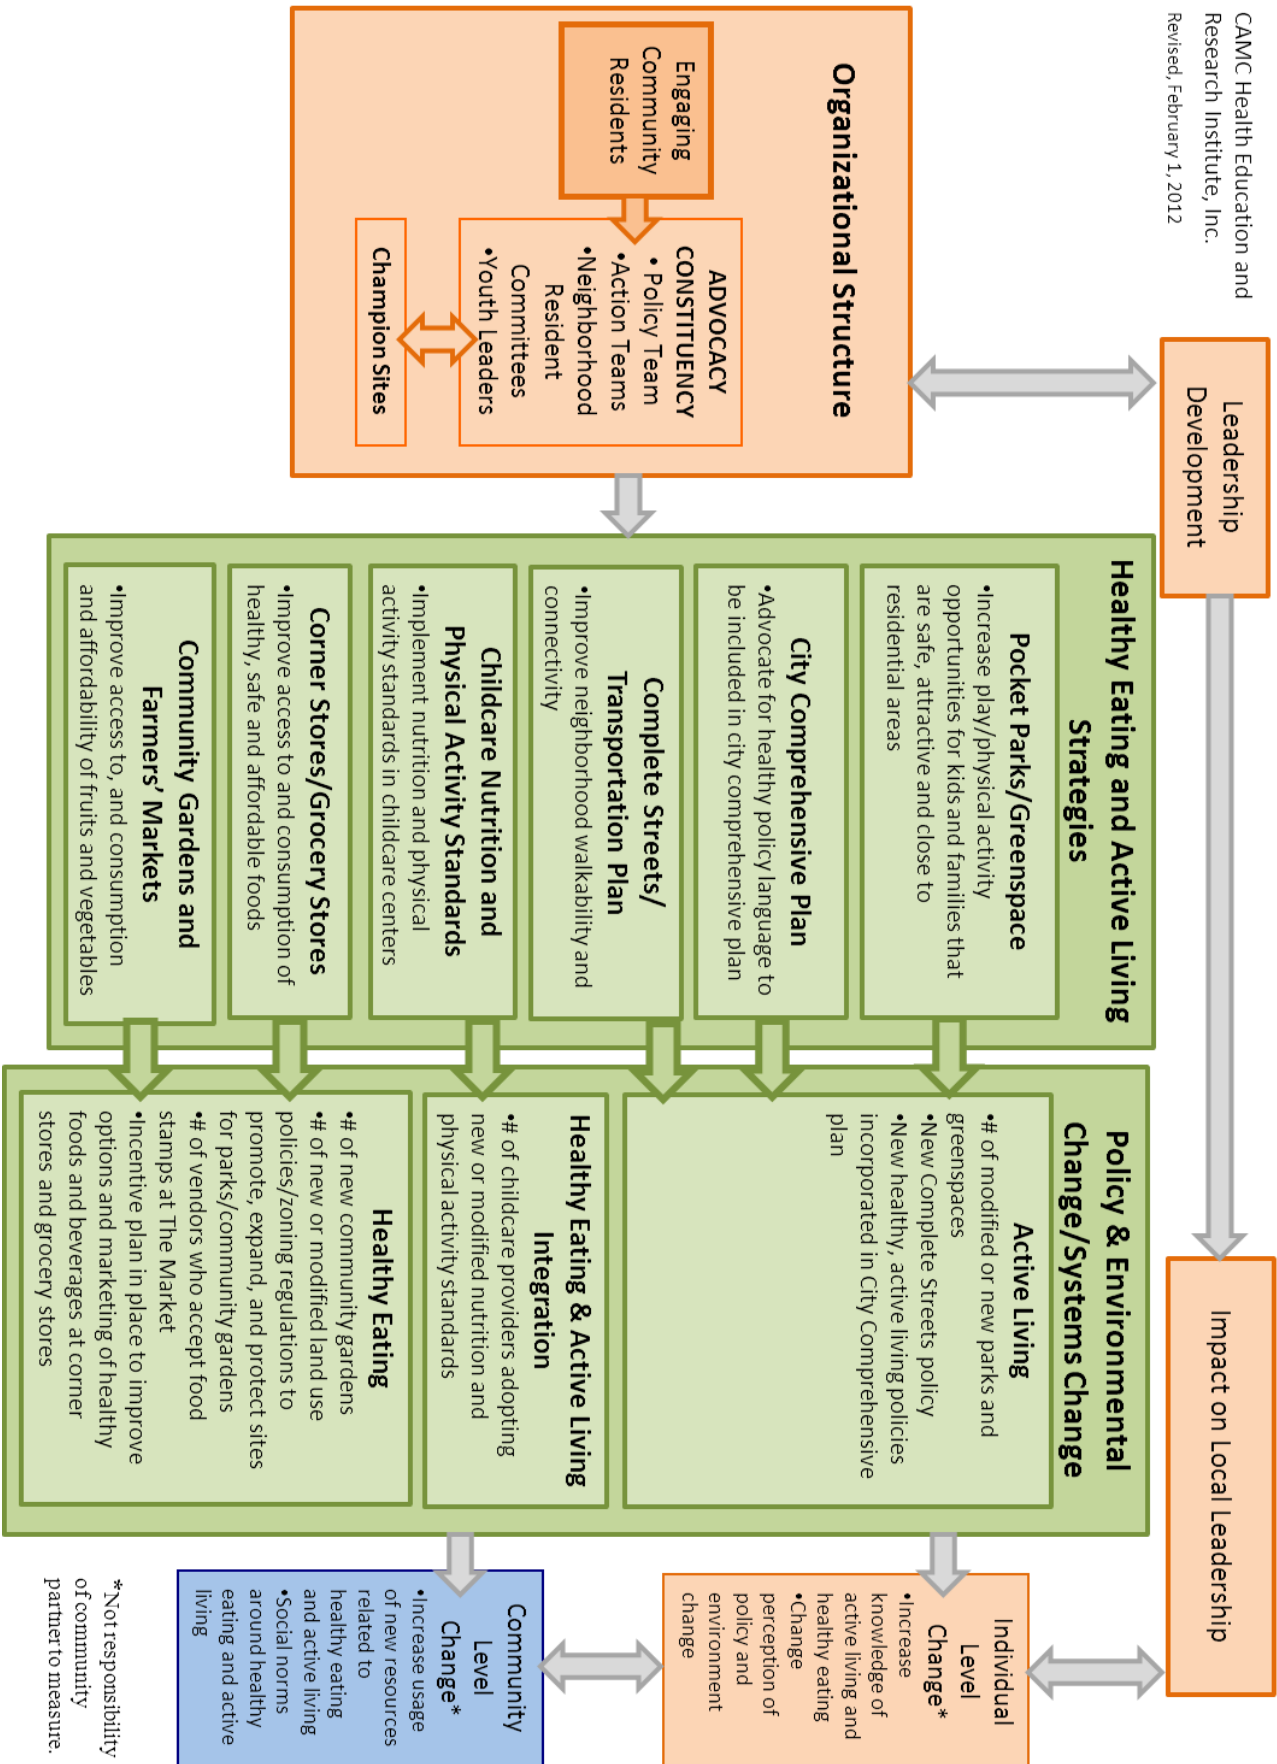 CAMC Health Education and
Research Institute, Inc.
Revised, February 1, 2012
Leadership
Development
Impact on Local Leadership
Organizational Structure
Engaging
Community
Residents
ADVOCACY
CONSTITUENCY
• Policy Team
•Action Teams
•Neighborhood
Resident
Committees
•Youth Leaders
Champion Sites
Healthy Eating and Active Living
Strategies
Pocket Parks/Greenspace
•Increase play/physical activity
opportunities for kids and families that
are safe, attractive and close to
residential areas
City Comprehensive Plan
•Advocate for healthy policy language to
be included in city comprehensive plan
Complete Streets/
Transportation Plan
•Improve neighborhood walkability and
connectivity
Childcare Nutrition and
Physical Activity Standards
•Implement nutrition and physical
activity standards in childcare centers
Corner Stores/Grocery Stores
•Improve access to and consumption of
healthy, safe and affordable foods
Community Gardens and
Farmers' Markets
•Improve access to, and consumption
and affordability of fruits and vegetables
Policy & Environmental
Change/Systems Change
Active Living
•# of modified or new parks and
greenspaces
•New Complete Streets policy
•New healthy, active living policies
incorporated in City Comprehensive
plan
Healthy Eating & Active Living
Integration
•# of childcare providers adopting
new or modified nutrition and
physical activity standards
Healthy Eating
•# of new community gardens
•# of new or modified land use
policies/zoning regulations to
promote, expand, and protect sites
for parks/community gardens
•# of vendors who accept food
stamps at The Market
•Incentive plan in place to improve
options and marketing of healthy
foods and beverages at corner
stores and grocery stores
Individual
Level
Change*
•Increase
knowledge of
active living and
healthy eating
•Change
perception of
policy and
environment
change
Community
Level
Change*
•Increase usage
of new resources
related to
healthy eating
and active living
•Social norms
around healthy
eating and active
living
*Not responsibility
of community
partner to measure.